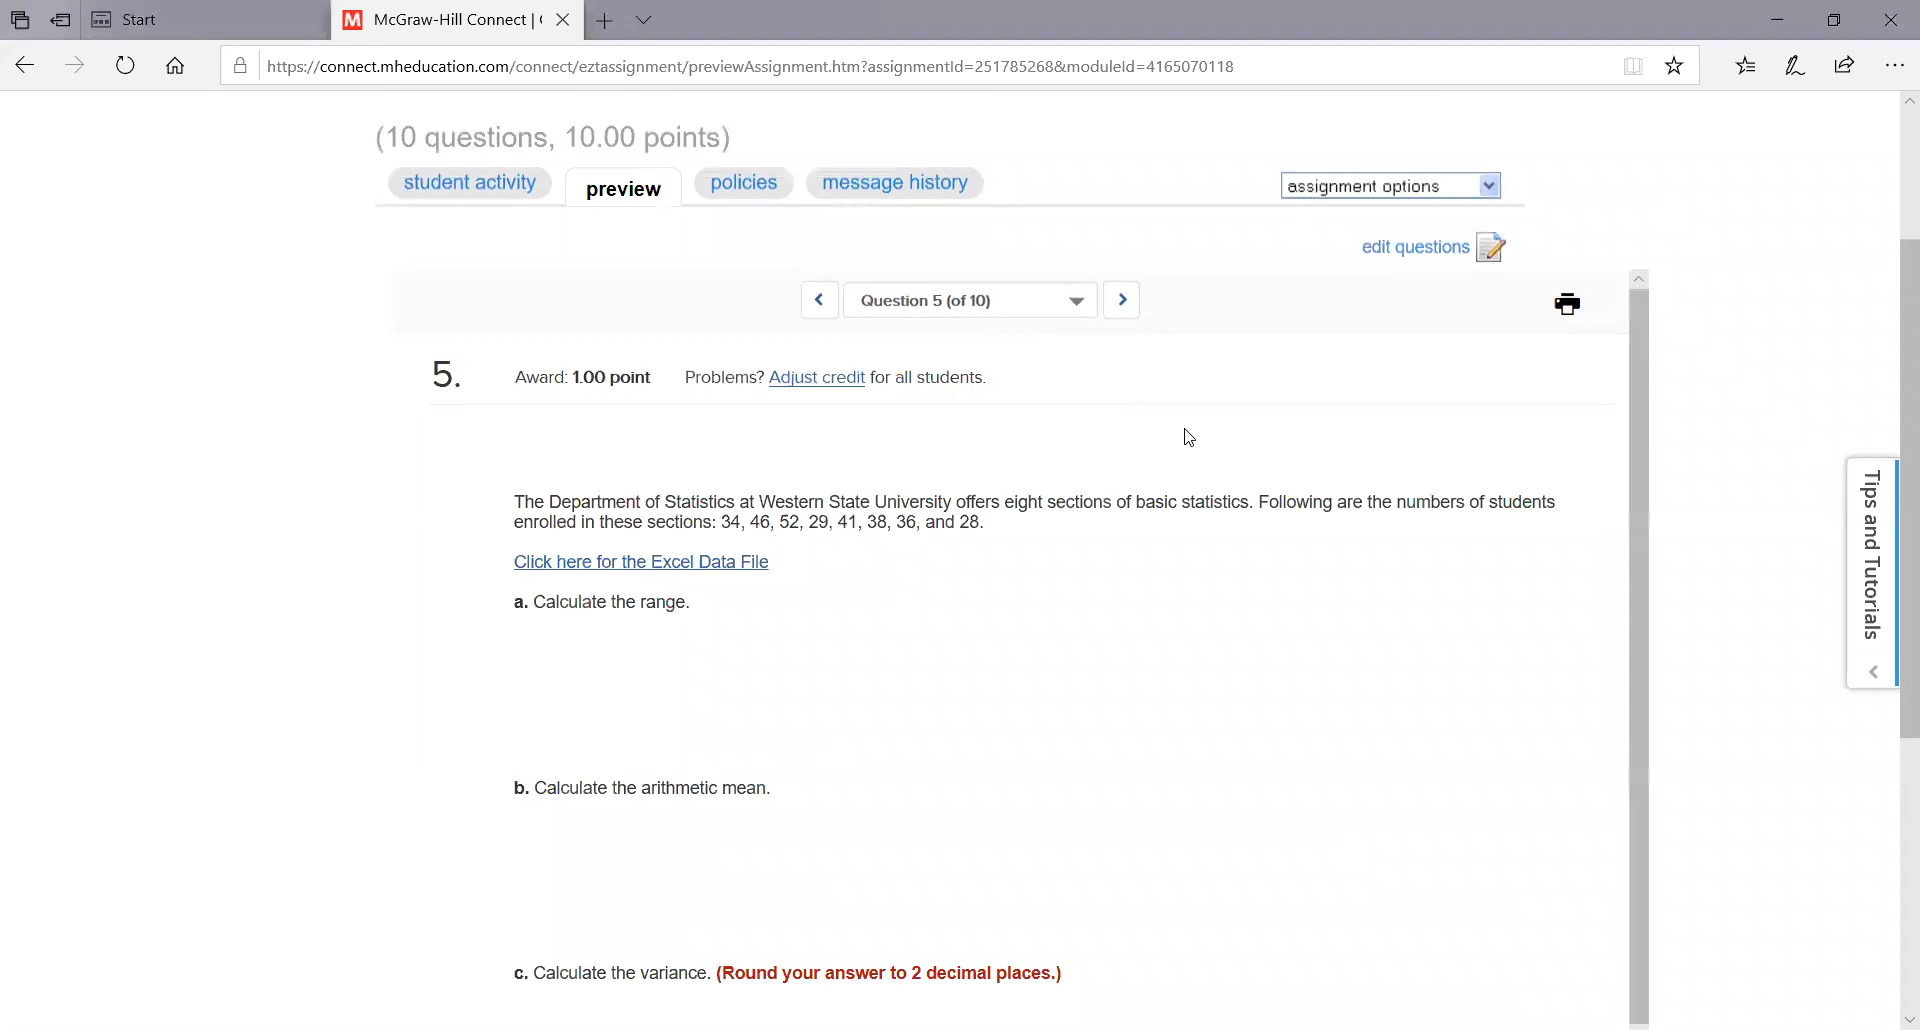 Start
McGraw-Hill Connect | (
https://connect.mheducation.com/connect/eztassignment/previewAssignment.htm?assignmentId=251785268&moduleId=4165070118
(10 questions, 10.00 points)
student activity
preview
policies
message history
assignment options
edit questions
Question 5 (of 10)
5.
Award: 1.00 point
Problems? Adjust credit for all students.
The Department of Statistics at Western State University offers eight sections of basic statistics. Following are the numbers of students
enrolled in these sections: 34, 46, 52, 29, 41, 38, 36, and 28.
Click here for the Excel Data File
a. Calculate the range.
Tips and Tutorials
b. Calculate the arithmetic mean.
c. Calculate the variance. (Round your answer to 2 decimal places.)